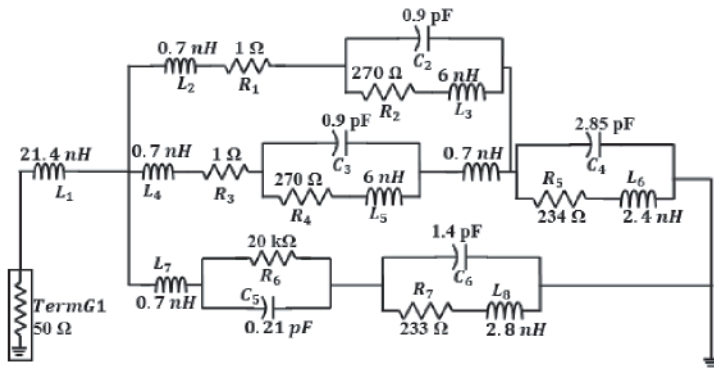 0.9 pF
C2
0.7 nH 1 Ω
L2 R1
270 Ω 6 nH
R2 L3
0.9 pF
C3
21.4 nH
L1
0.7 nH 1 Ω
L4 R3
270 Ω 6 nH
R4 L5
0.7 nH
2.85 pF
C4
R5 L6
234 Ω 2.4 nH
20 kΩ
R6
L7
0.7 nH
C5
0.21 pF
1.4 pF
C6
R7 L8
233 Ω 2.8 nH
TermG1
50 Ω